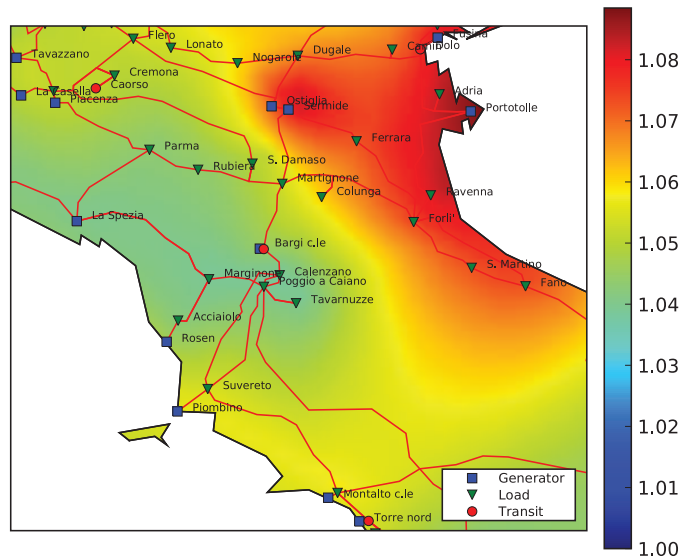 Flero
Lonato
Dugale
Fusina
Tavazzano
Nogarole
Cremona
Caorso
La Casella
Piacenza
Adria
Ostiglia
Sermide
Portotolle
Ferrara
Parma
S. Damaso
Rubiera
Martignone
Colunga
Ravenna
La Spezia
Forli'
Bargi c.le
S. Martino
Marginone
Calenzano
Poggio a Caiano
Fano
Tavarnuzze
Acciaiolo
Rosen
Suvereto
Piombino
Montalto c.le
Torre nord
Generator
Load
Transit
1.08
1.07
1.06
1.05
1.04
1.03
1.02
1.01
1.00